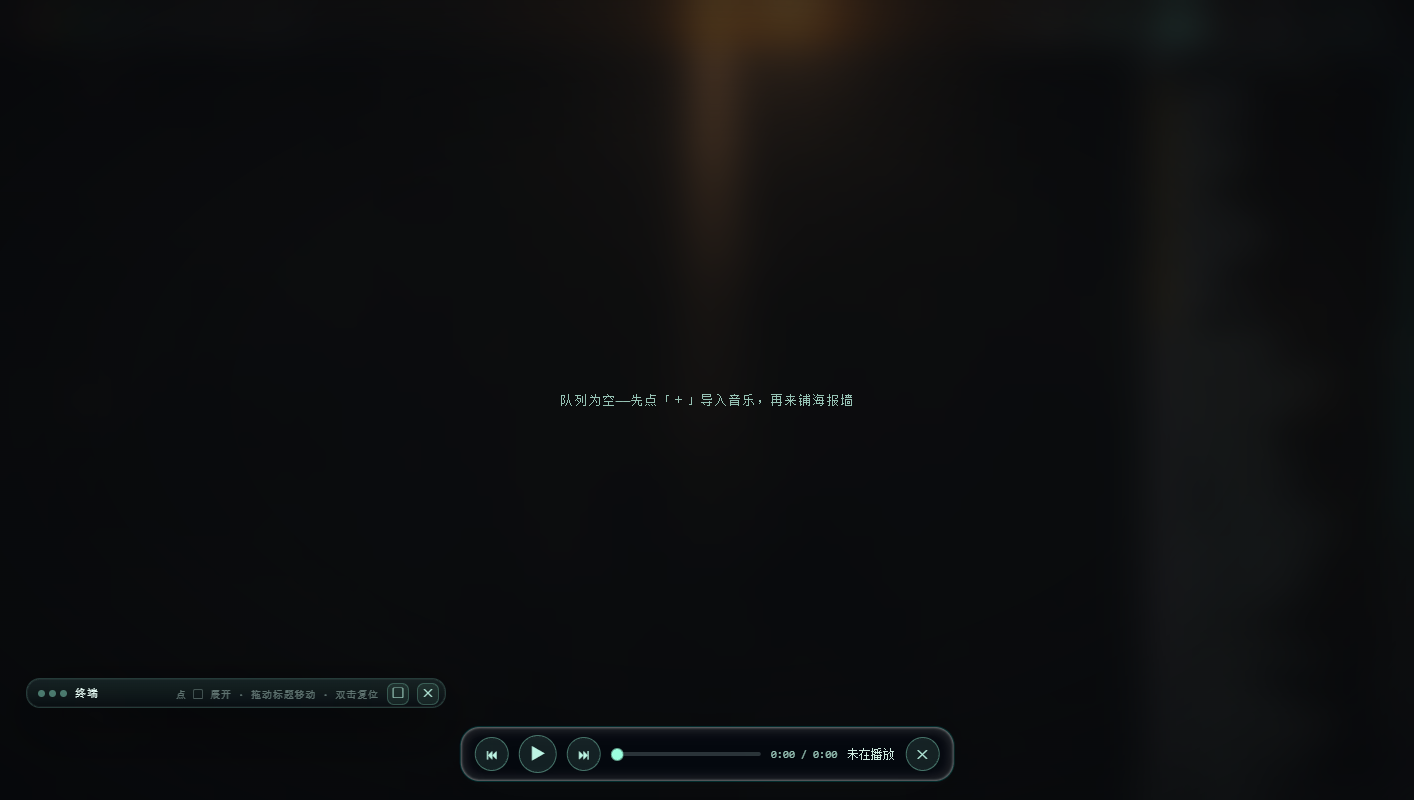 队列为空—先点「+」导入音乐，再来铺海报墙
终端
点 □ 展开 · 拖动标题移动 · 双击复位
0:00 / 0:00 未在播放